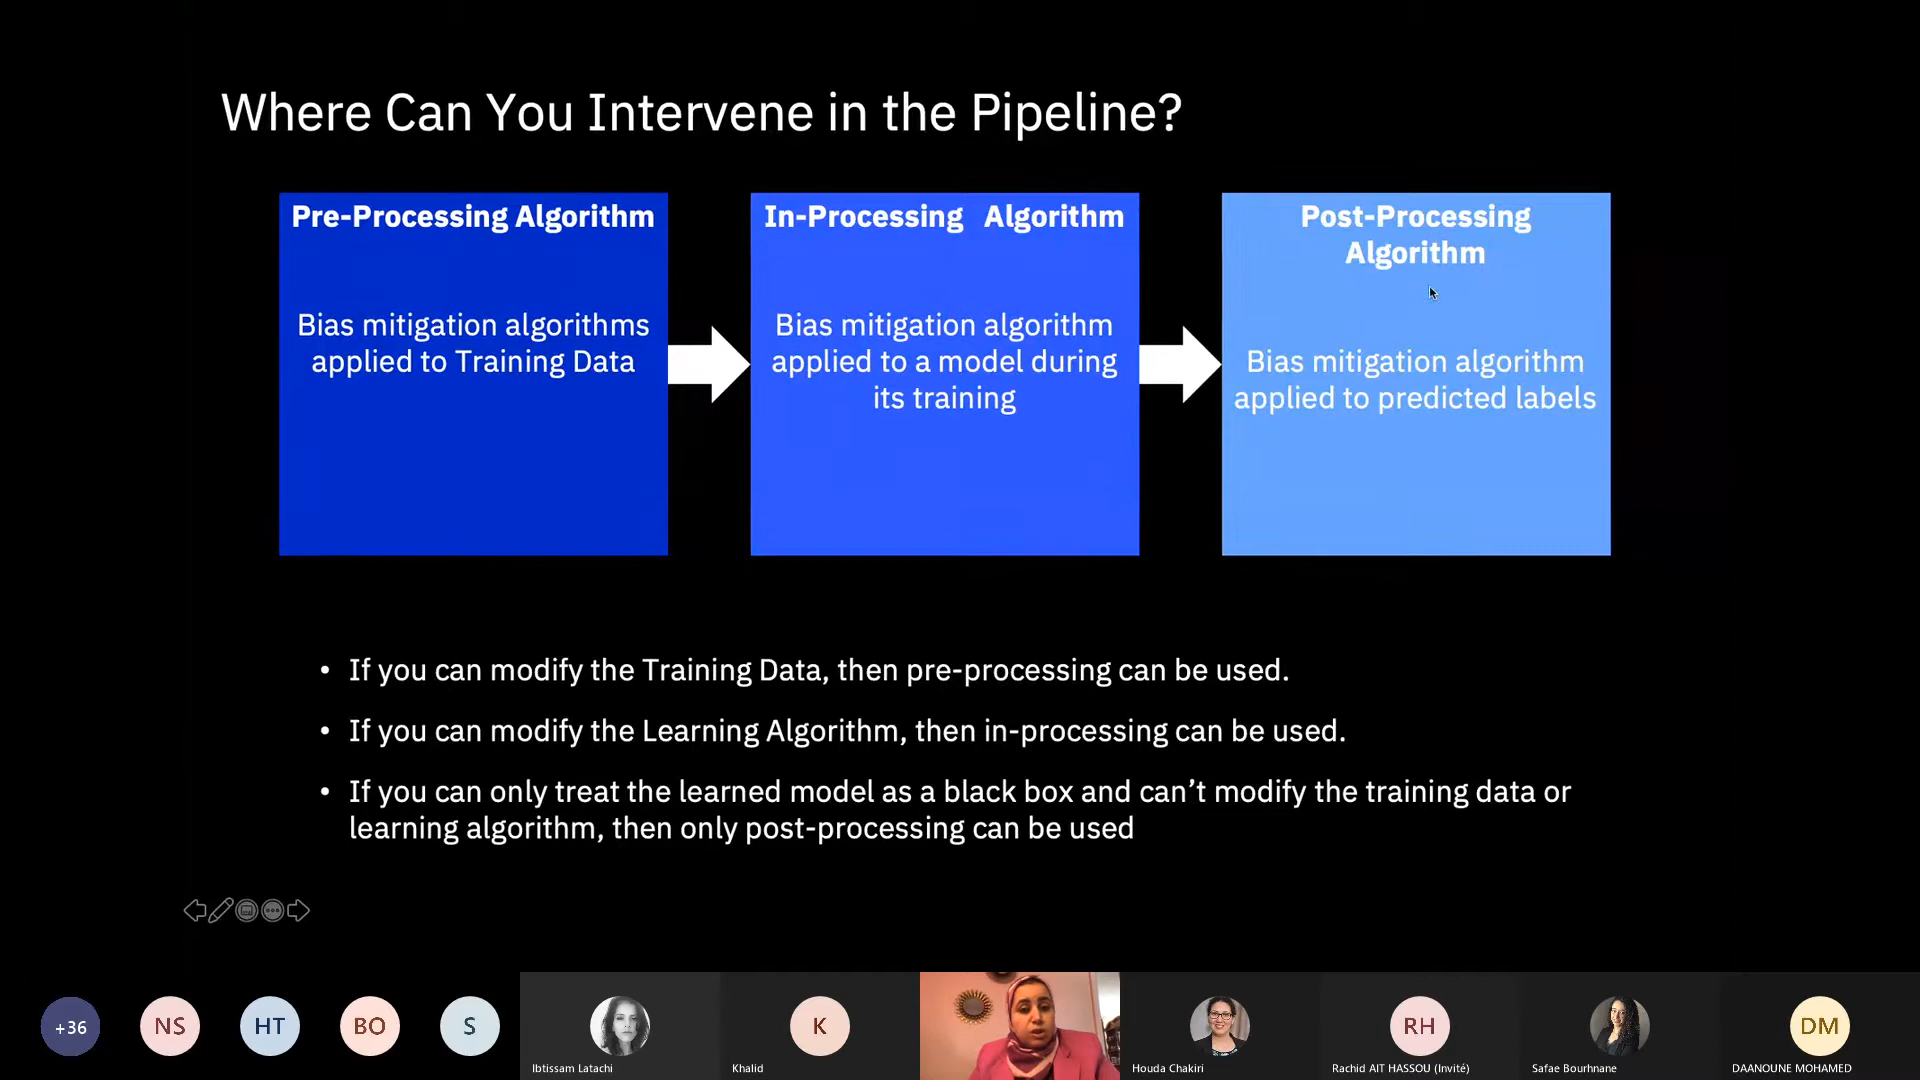 Where Can You Intervene in the Pipeline?
Pre-Processing Algorithm
Bias mitigation algorithms
applied to Training Data
In-Processing Algorithm
Bias mitigation algorithm
applied to a model during
its training
Post-Processing
Algorithm
Bias mitigation algorithm
applied to predicted labels
• If you can modify the Training Data, then pre-processing can be used.
• If you can modify the Learning Algorithm, then in-processing can be used.
• If you can only treat the learned model as a black box and can’t modify the training data or
learning algorithm, then only post-processing can be used
+36
NS
HT
BO
S
Ibtissam Latachi
K
Khalid
Houda Chakiri
RH
Rachid AIT HASSOU (Invité)
Safae Bourhnane
DM
DAANOUNE MOHAMED